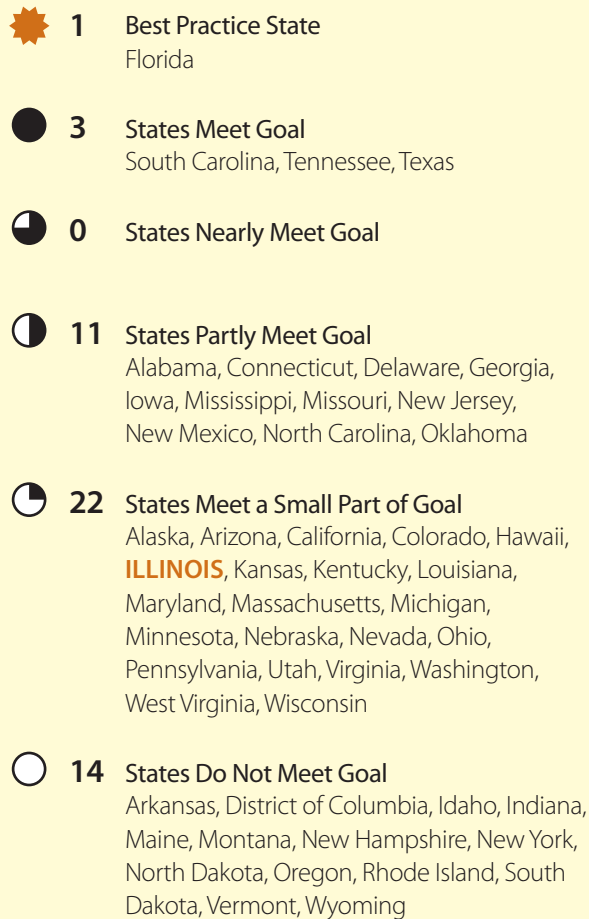 1 Best Practice State
Florida
3 States Meet Goal
South Carolina, Tennessee, Texas
0 States Nearly Meet Goal
11 States Partly Meet Goal
Alabama, Connecticut, Delaware, Georgia,
Iowa, Mississippi, Missouri, New Jersey,
New Mexico, North Carolina, Oklahoma
22 States Meet a Small Part of Goal
Alaska, Arizona, California, Colorado, Hawaii,
ILLINOIS, Kansas, Kentucky, Louisiana,
Maryland, Massachusetts, Michigan,
Minnesota, Nebraska, Nevada, Ohio,
Pennsylvania, Utah, Virginia, Washington,
West Virginia, Wisconsin
14 States Do Not Meet Goal
Arkansas, District of Columbia, Idaho, Indiana,
Maine, Montana, New Hampshire, New York,
North Dakota, Oregon, Rhode Island, South
Dakota, Vermont, Wyoming